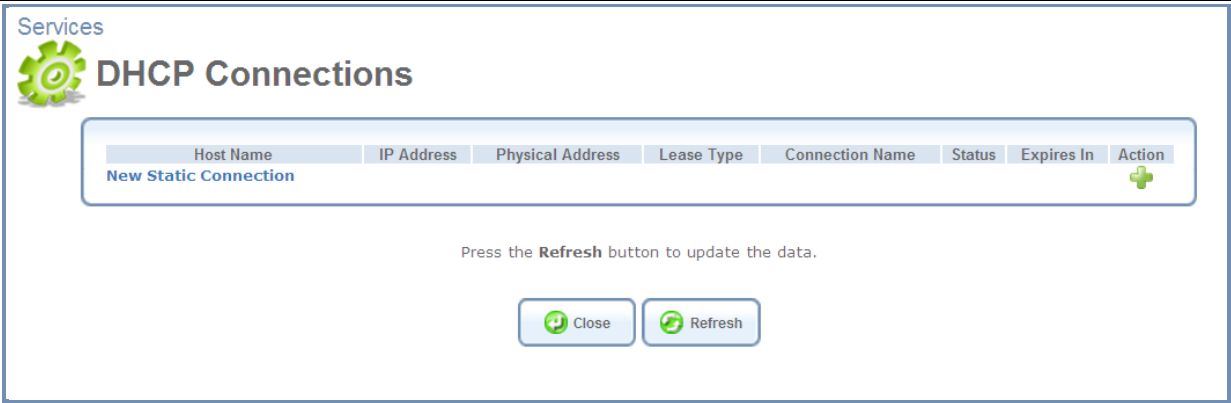 Services
DHCP Connections
Host Name IP Address Physical Address Lease Type Connection Name Status Expires In Action
New Static Connection
Press the Refresh button to update the data.
Close Refresh